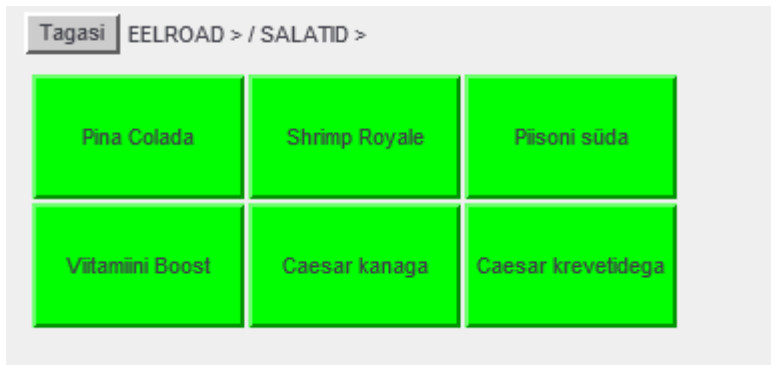 Tagasi EELROAD > / SALATID >
Pina Colada Shrimp Royale Piisoni süda
Viitamiini Boost Caesar kanaga Caesar krevetidega